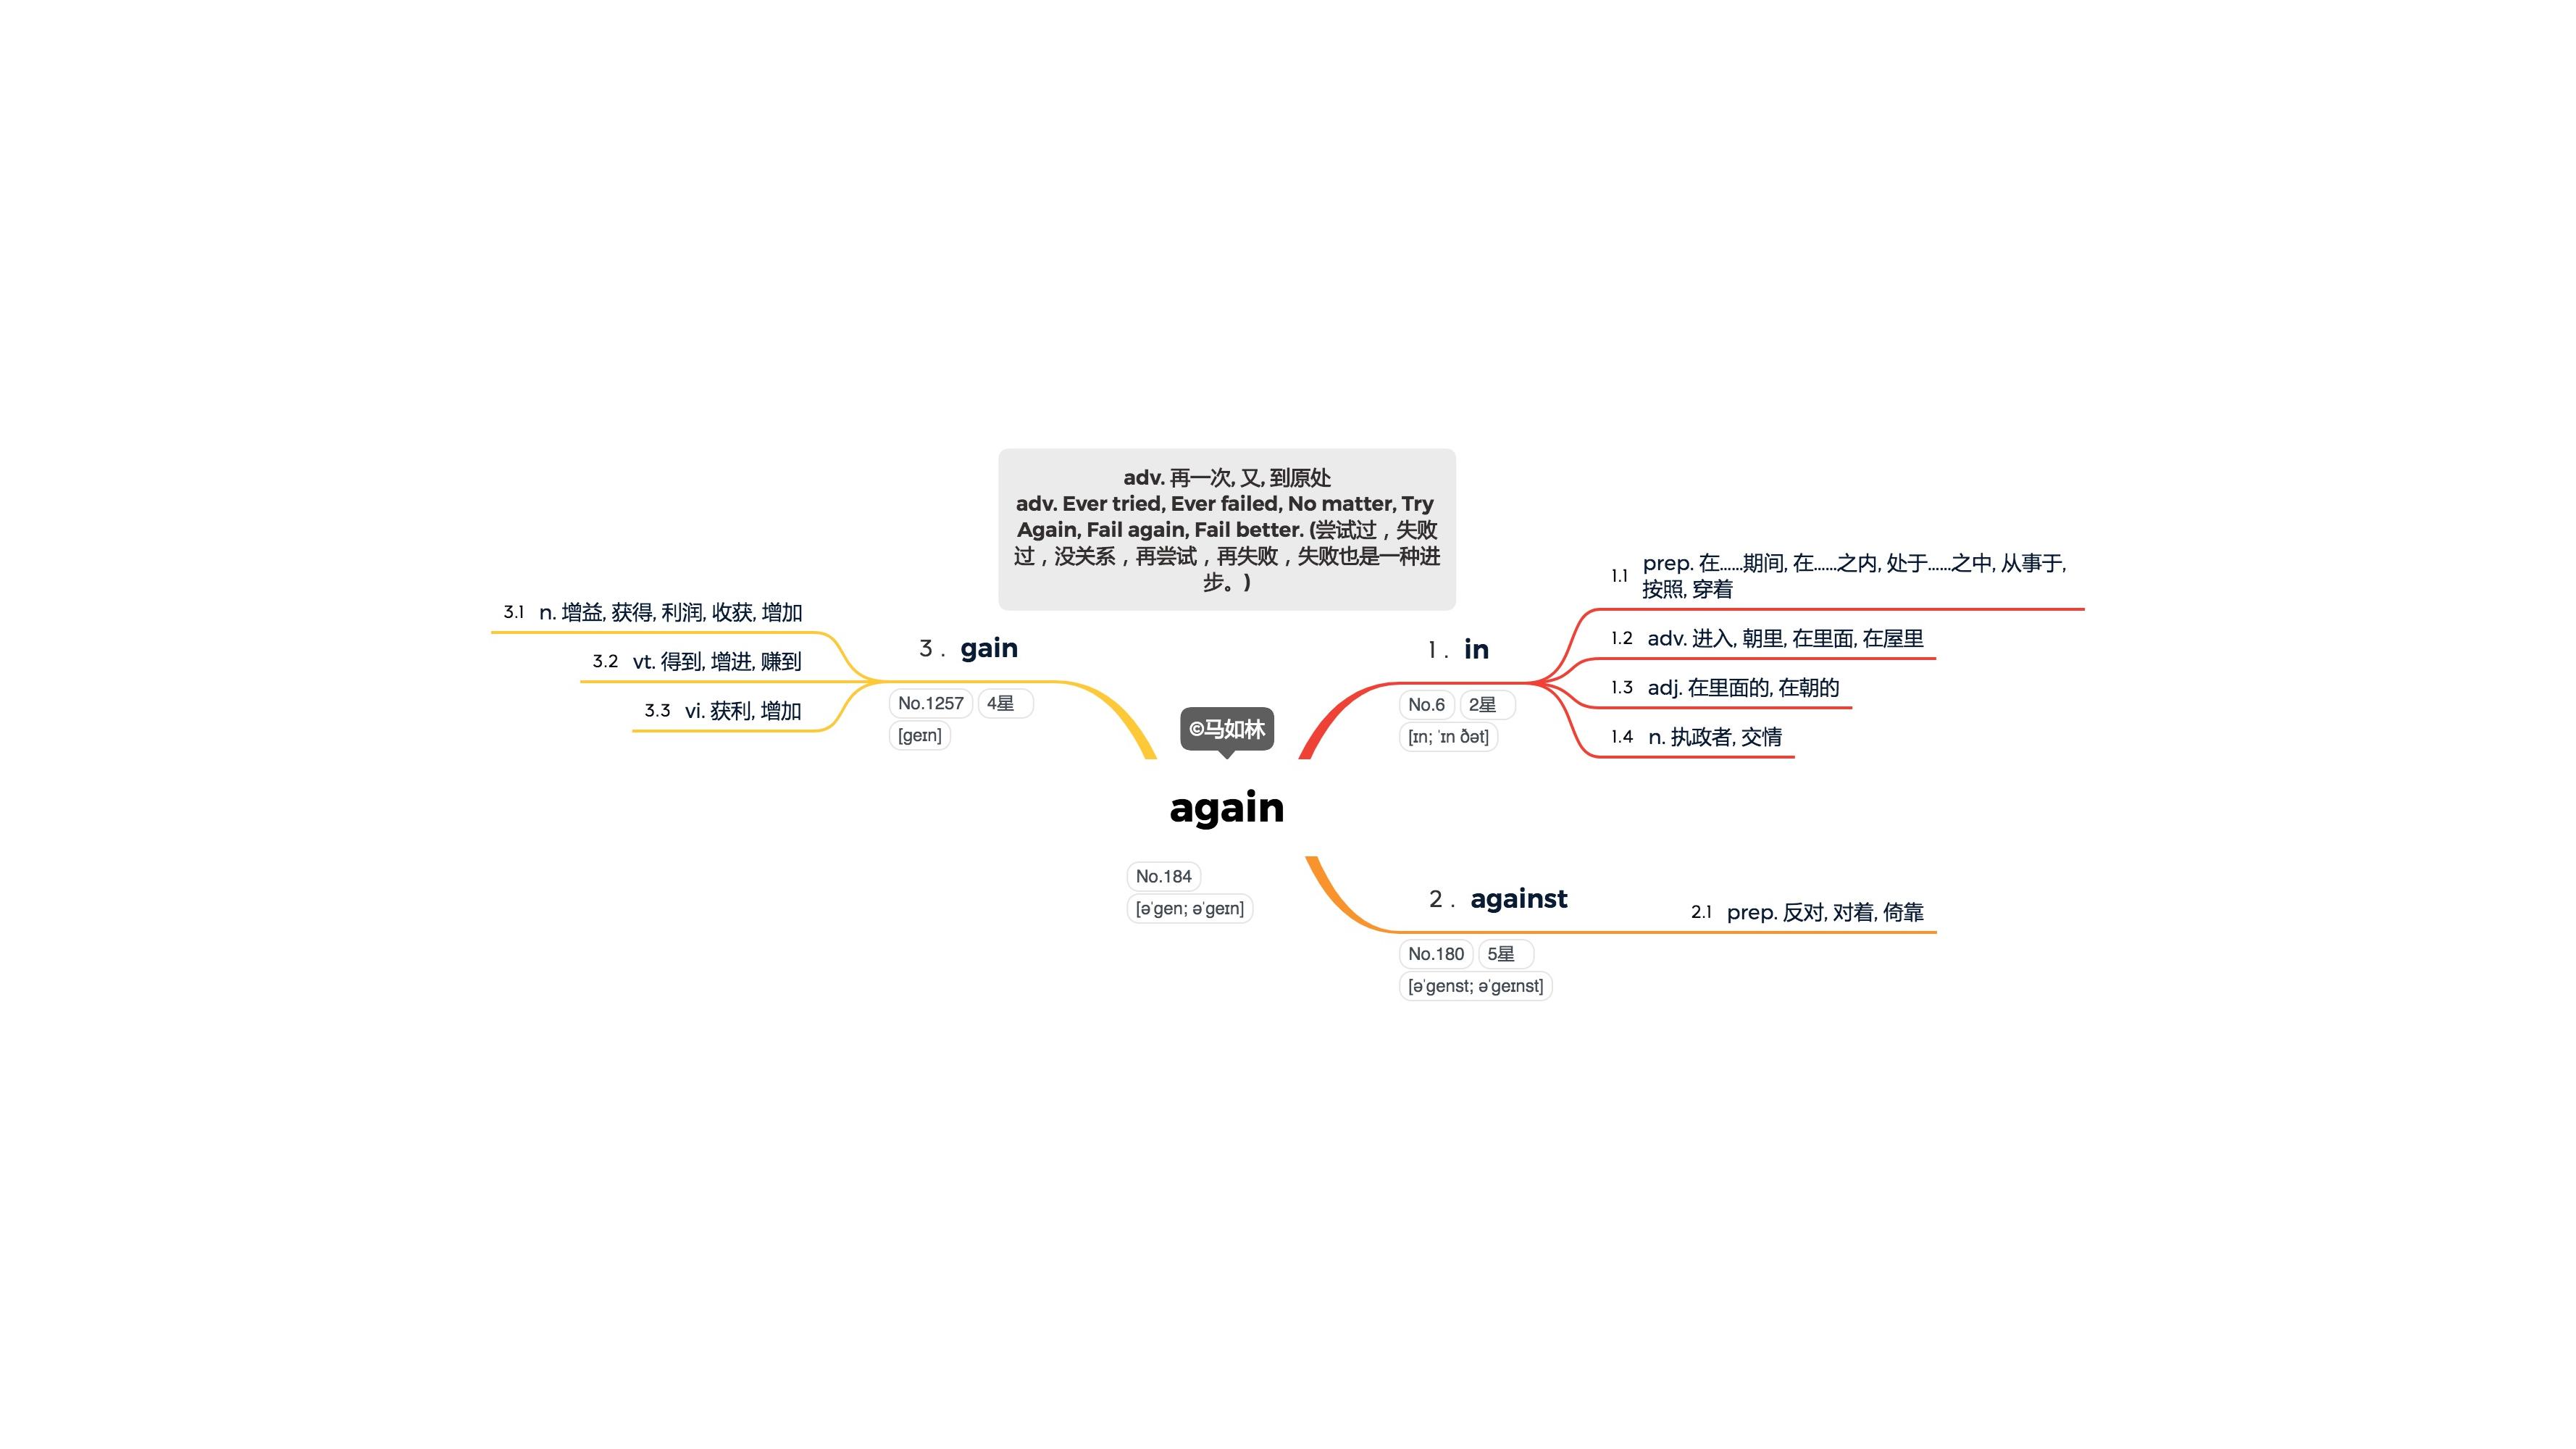 adv. 再一次, 又, 到原处
adv. Ever tried, Ever failed, No matter, Try
Again, Fail again, Fail better. (尝试过，失败
过，没关系，再尝试，再失败，失败也是一种进
步。)
©马如林
again
No.184
[əˈgen; əˈgeɪn]
1. in
No.6 2星
[ɪn; ˈɪn ðət]
1.1 prep. 在……期间, 在……之内, 处于……之中, 从事于,
按照, 穿着
1.2 adv. 进入, 朝里, 在里面, 在屋里
1.3 adj. 在里面的, 在朝的
1.4 n. 执政者, 交情
2. against
No.180 5星
[əˈgenst; əˈgeɪnst]
2.1 prep. 反对, 对着, 倚靠
3. gain
No.1257 4星
[geɪn]
3.1 n. 增益, 获得, 利润, 收获, 增加
3.2 vt. 得到, 增进, 赚到
3.3 vi. 获利, 增加